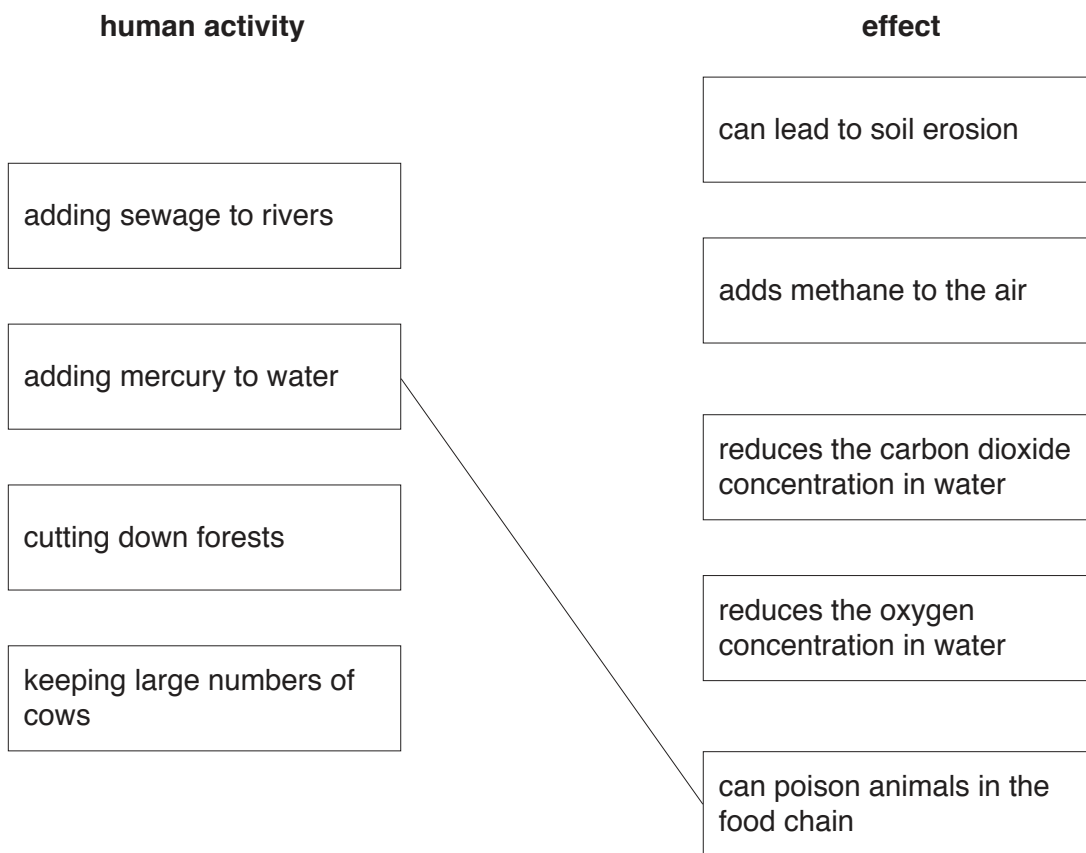 human activity
effect
adding sewage to rivers
adding mercury to water
cutting down forests
keeping large numbers of
cows
can lead to soil erosion
adds methane to the air
reduces the carbon dioxide
concentration in water
reduces the oxygen
concentration in water
can poison animals in the
food chain